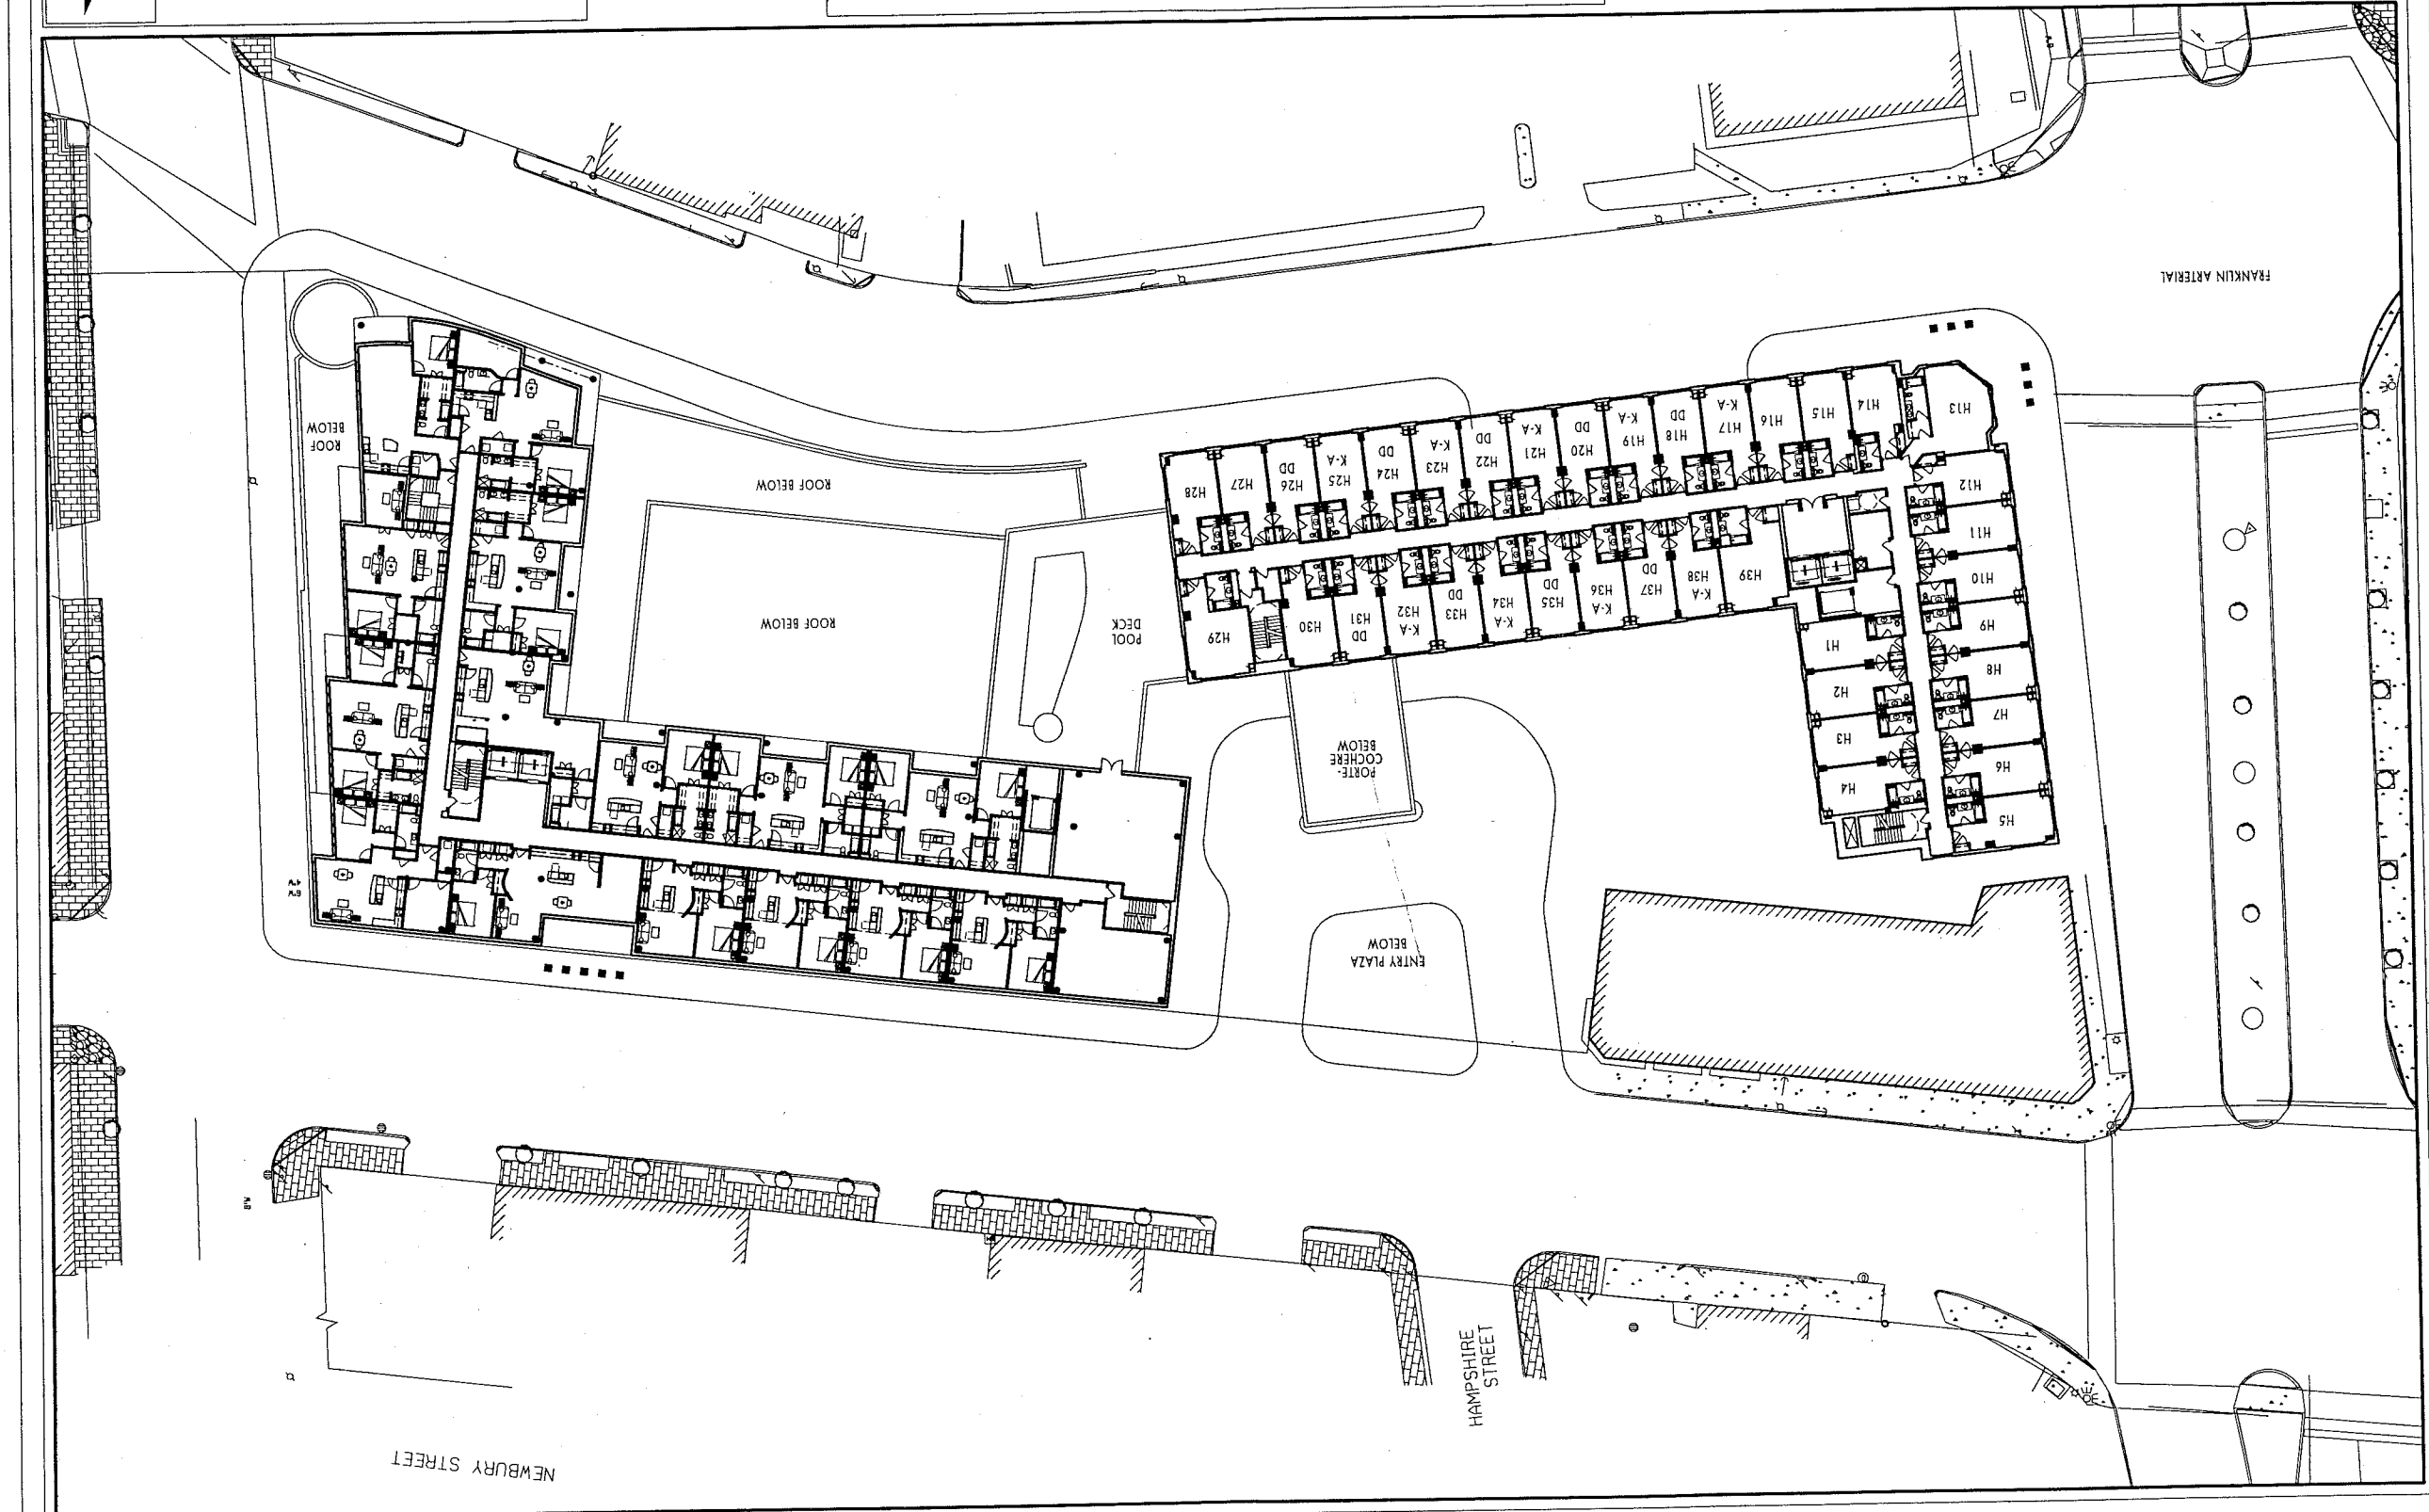 FRANKLIN ARTERIAL
ROOF
BELOW
ROOF BELOW
ROOF BELOW
POOL
DECK
PORTE-
COCHERE
BELOW
ENTRY PLAZA
BELOW
H28
H27
H26
DD
H25
K-A
H24
DD
H23
K-A
H22
DD
H21
K-A
H20
DD
H19
K-A
H18
DD
H17
K-A
H16
H15
H14
H13
H12
H11
H10
H9
H8
H7
H6
H5
H1
H2
H3
H4
H29
H30
H31
DD
H32
K-A
H33
DD
H34
K-A
H35
DD
H36
K-A
H37
DD
H38
K-A
H39
HAMPSHIRE
STREET
NEWBURY STREET